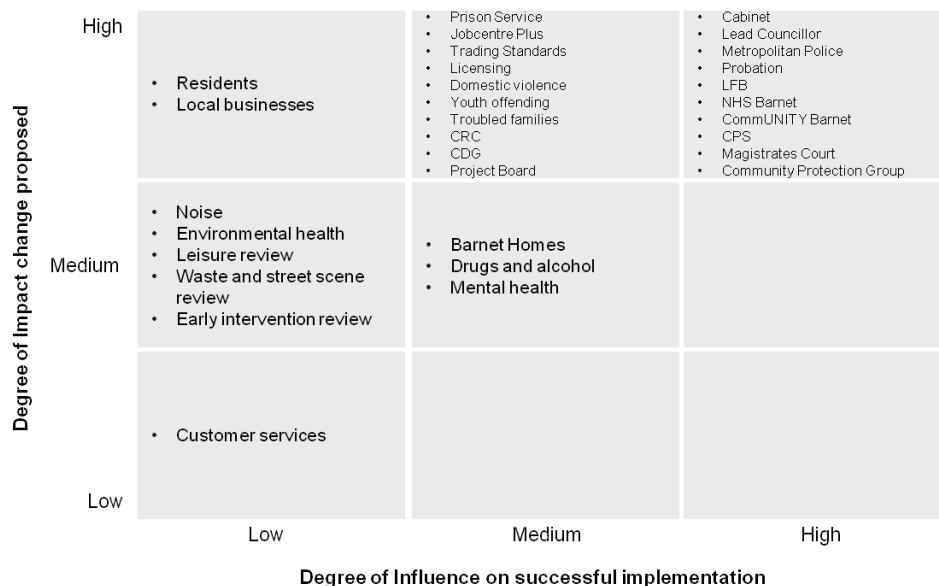 High
• Residents
• Local businesses
• Prison Service
• Jobcentre Plus
• Trading Standards
• Licensing
• Domestic violence
• Youth offending
• Troubled families
• CRC
• CDG
• Project Board
• Cabinet
• Lead Councillor
• Metropolitan Police
• Probation
• LFB
• NHS Barnet
• CommUNITY Barnet
• CPS
• Magistrates Court
• Community Protection Group
Degree of Impact change proposed
Medium
• Noise
• Environmental health
• Leisure review
• Waste and street scene
review
• Early intervention review
• Barnet Homes
• Drugs and alcohol
• Mental health
• Customer services
Low
Low
Medium
High
Degree of Influence on successful implementation